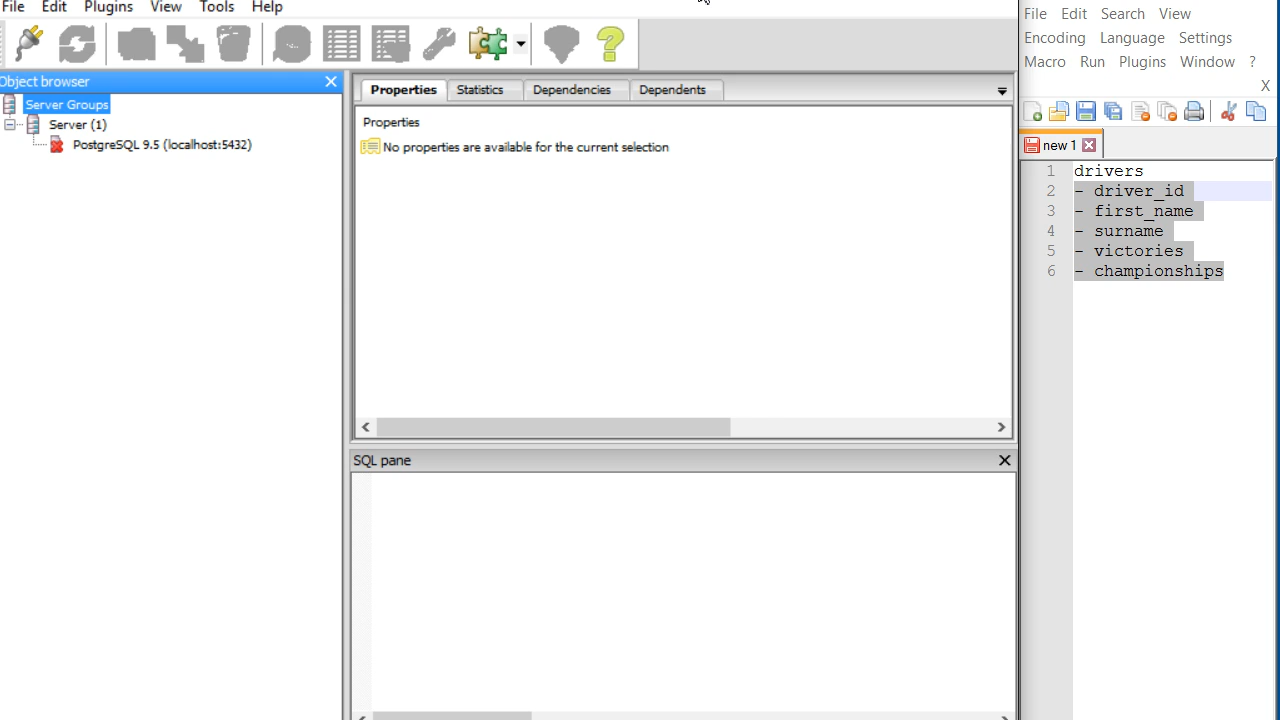 File Edit Plugins View Tools Help
Object browser
Server Groups
Server (1)
PostgreSQL 9.5 (localhost:5432)
Properties Statistics Dependencies Dependents
Properties
No properties are available for the current selection
SQL pane
File Edit Search View
Encoding Language Settings
Macro Run Plugins Window ?
X
new 1
1 drivers
2 - driver_id
3 - first_name
4 - surname
5 - victories
6 - championships